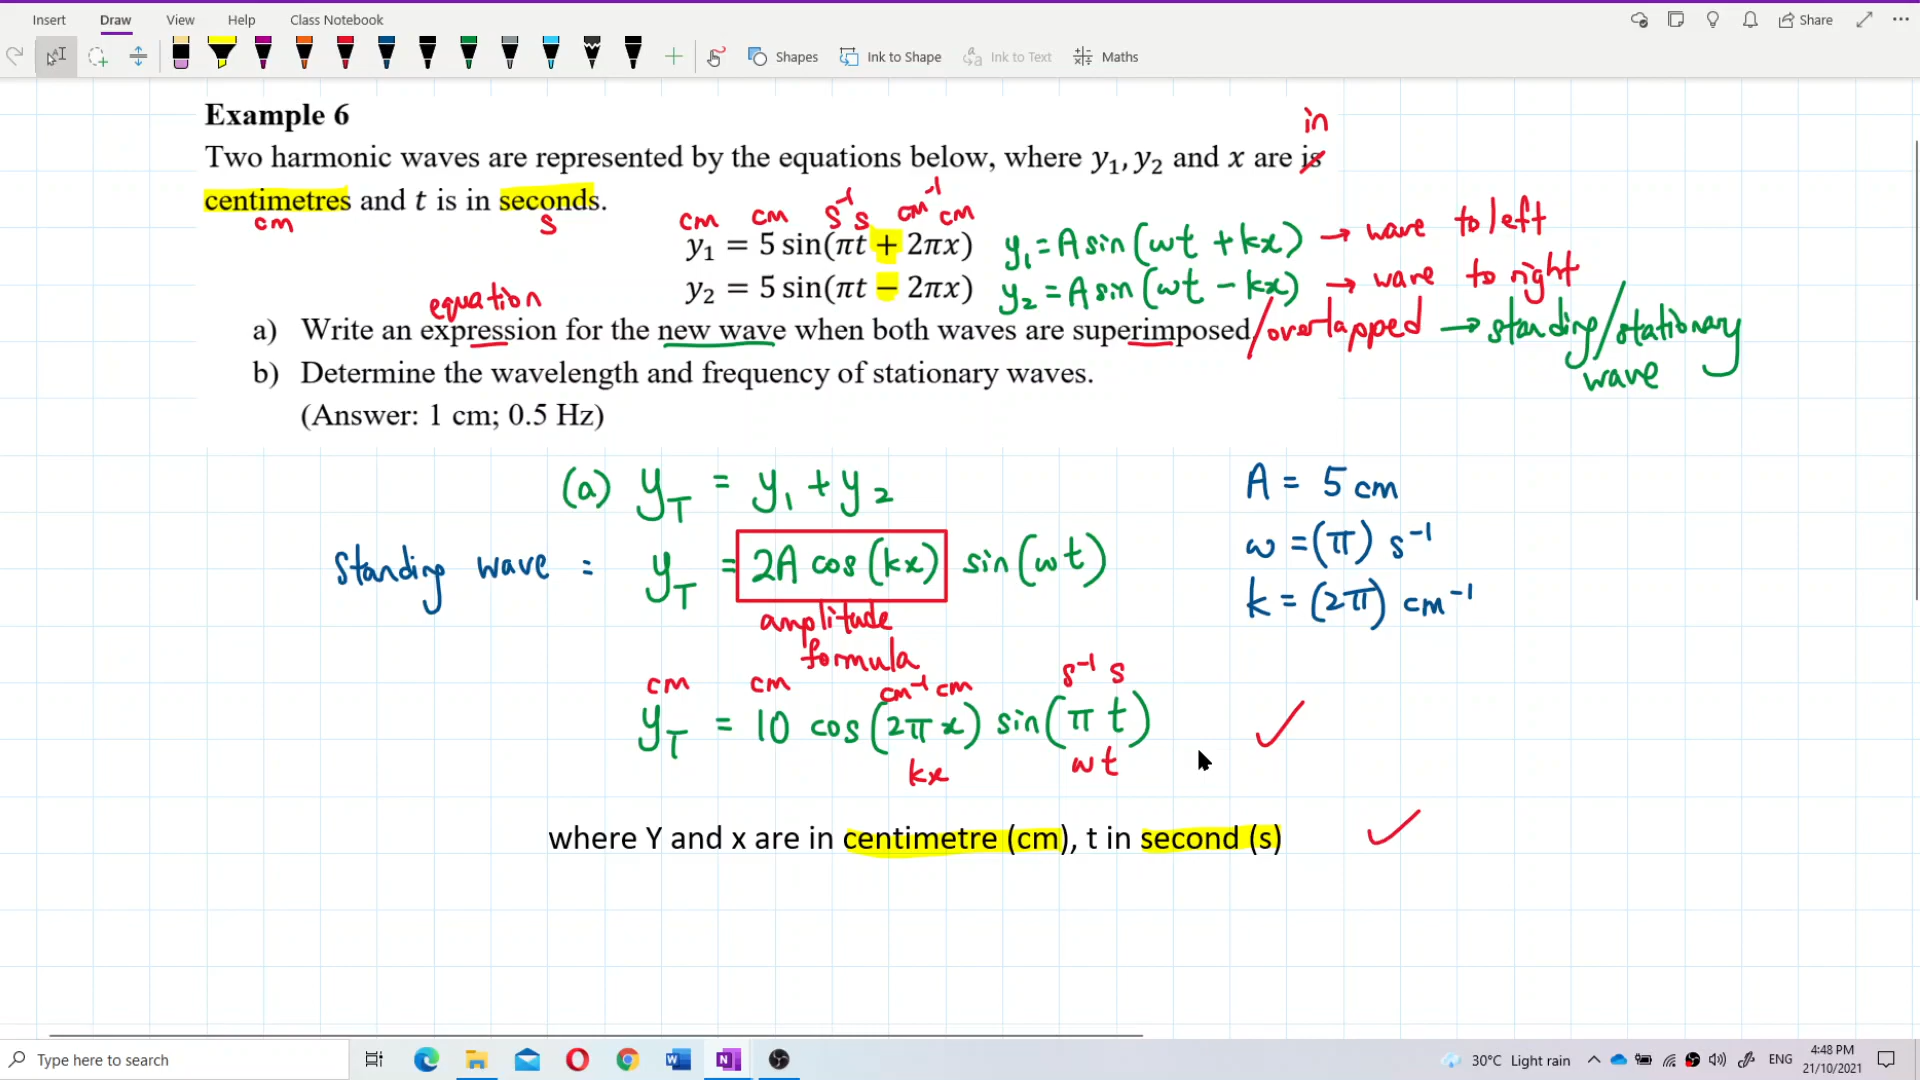 Insert Draw View Help Class Notebook Share
Shapes Ink to Shape Ink to Text Maths
Example 6
in
Two harmonic waves are represented by the equations below, where y₁, y₂ and x are is
centimetres and t is in seconds.
cm s
cm cm s⁻¹ s cm⁻¹ cm
y₁ = 5 sin(πt + 2πx) y₁ = A sin(ωt + kx) → wave to left
y₂ = 5 sin(πt − 2πx) y₂ = A sin(ωt − kx) → wave to right
equation
a) Write an expression for the new wave when both waves are superimposed/overlapped → standing/stationary
wave
b) Determine the wavelength and frequency of stationary waves.
(Answer: 1 cm; 0.5 Hz)
(a) y_T = y₁ + y₂ A = 5 cm
ω = (π) s⁻¹
Standing wave = y_T = 2A cos(kx) sin(ωt)
k = (2π) cm⁻¹
amplitude
formula
cm cm cm⁻¹ cm s⁻¹ s
y_T = 10 cos(2πx) sin(πt) ✓
kx ωt
where Y and x are in centimetre (cm), t in second (s) ✓
Type here to search 30°C Light rain ENG 4:48 PM
21/10/2021